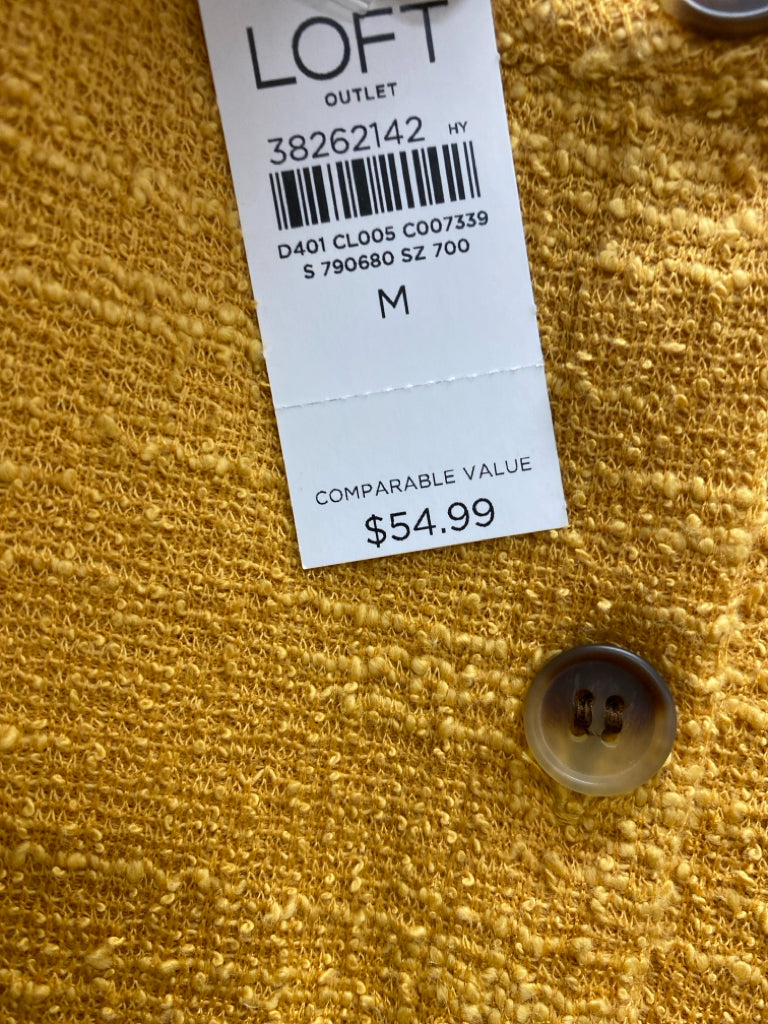 LOFT
OUTLET
38262142 HY
D401 CL005 C007339
S 790680 SZ 700
M
COMPARABLE VALUE
$54.99